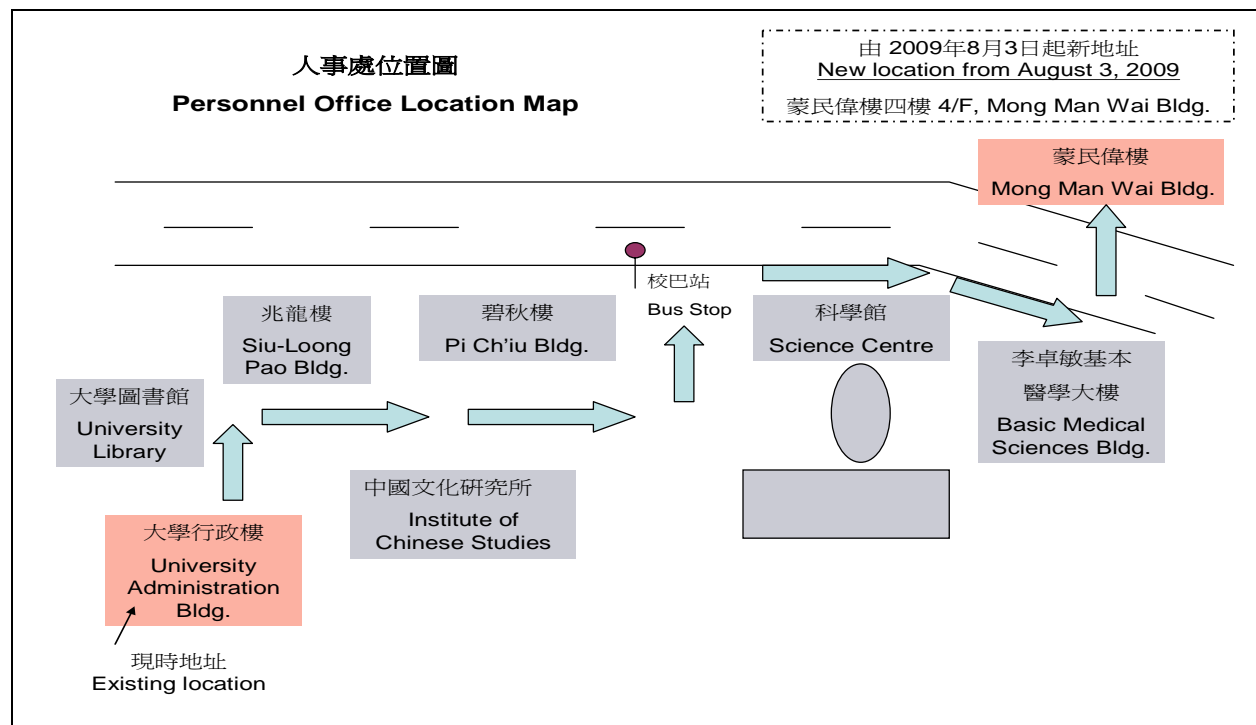 人事處位置圖
Personnel Office Location Map
由 2009年8月3日起新地址
New location from August 3, 2009
蒙民偉樓四樓 4/F, Mong Man Wai Bldg.
蒙民偉樓
Mong Man Wai Bldg.
校巴站
Bus Stop
兆龍樓
Siu-Loong
Pao Bldg.
碧秋樓
Pi Ch'iu Bldg.
科學館
Science Centre
李卓敏基本
醫學大樓
Basic Medical
Sciences Bldg.
大學圖書館
University
Library
中國文化研究所
Institute of
Chinese Studies
大學行政樓
University
Administration
Bldg.
現時地址
Existing location